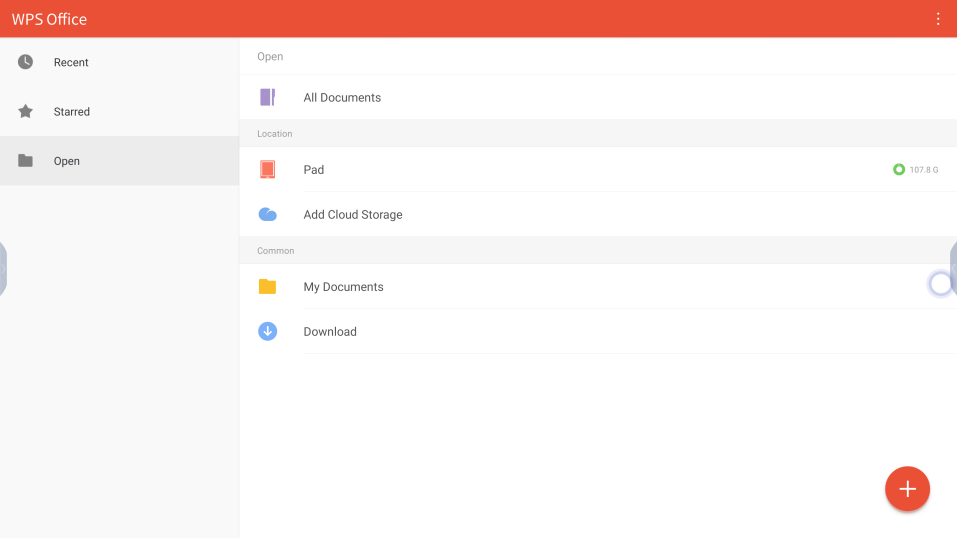 WPS Office
Recent
Starred
Open
Open
All Documents
Location
Pad
107.8 G
Add Cloud Storage
Common
My Documents
Download